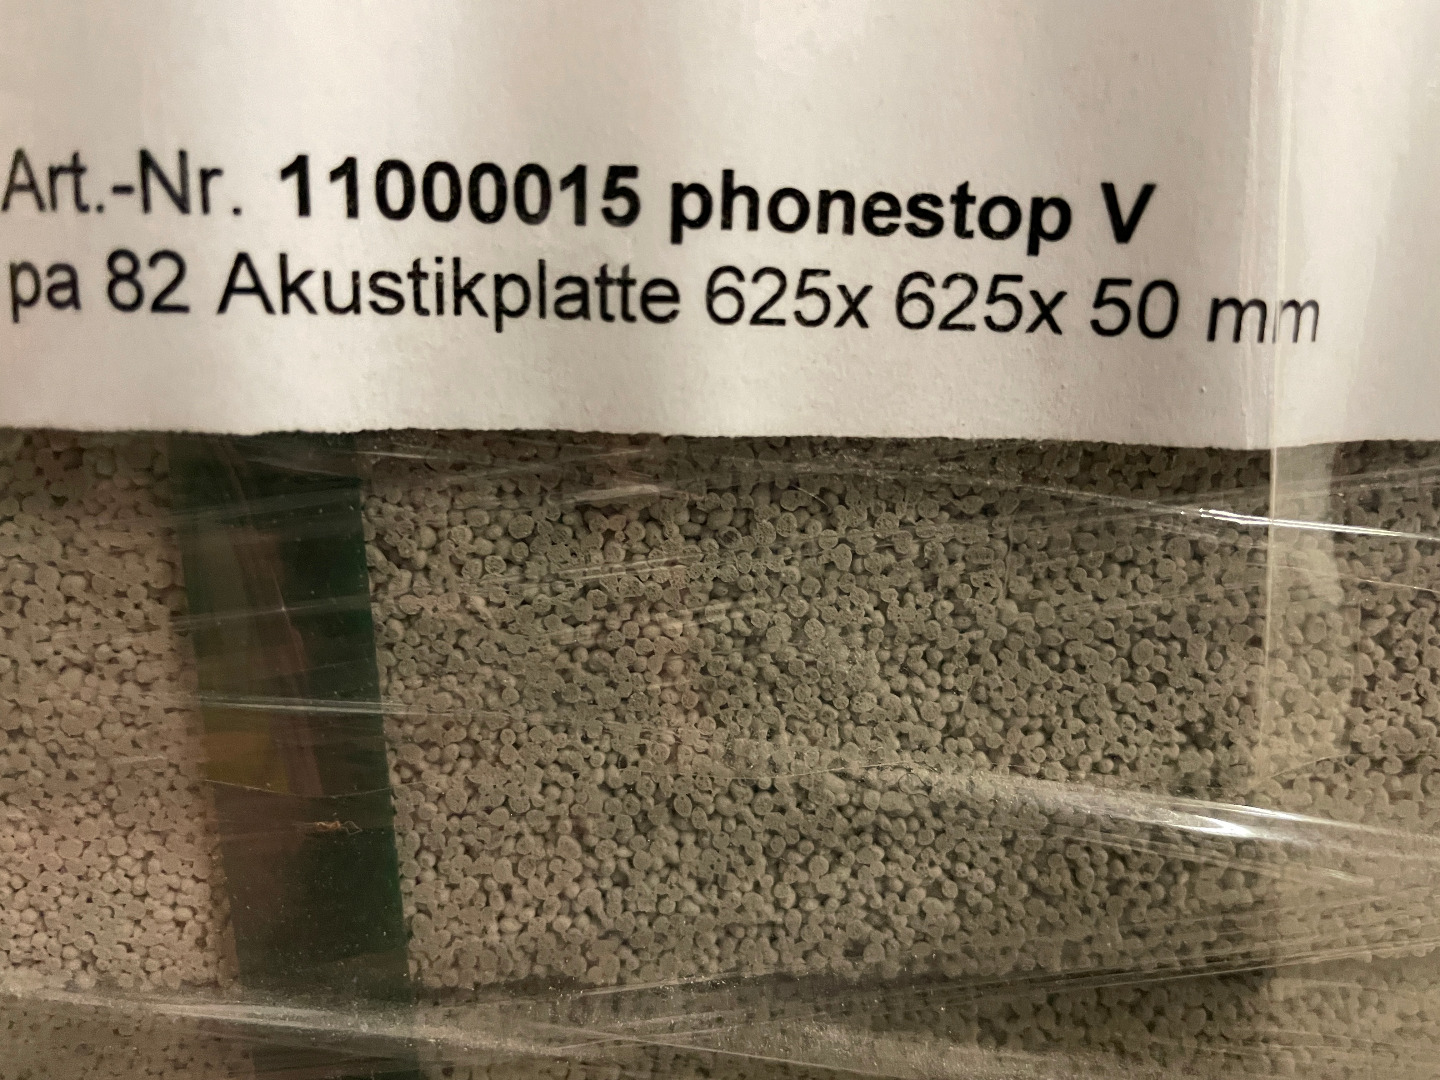 Art.-Nr. 11000015 phonestop V
pa 82 Akustikplatte 625x 625x 50 mm